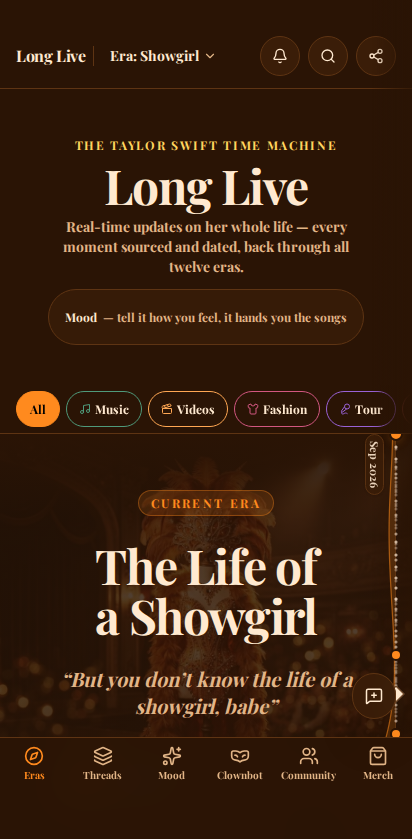 Long Live
Era: Showgirl
THE TAYLOR SWIFT TIME MACHINE
Long Live
Real-time updates on her whole life — every
moment sourced and dated, back through all
twelve eras.
Mood — tell it how you feel, it hands you the songs
All
Music
Videos
Fashion
Tour
Sep 2026
CURRENT ERA
The Life of
a Showgirl
“But you don’t know the life of a
showgirl, babe”
Eras
Threads
Mood
Clownbot
Community
Merch